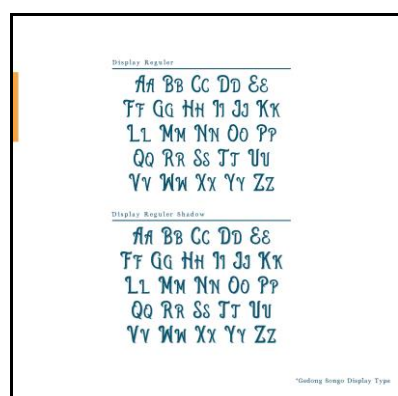 Display Reguler
Aa Bb Cc Dd Ee
Ff Gg Hh Ii Jj Kk
Ll Mm Nn Oo Pp
Qq Rr Ss Tt Uu
Vv Ww Xx Yy Zz
Display Reguler Shadow
Aa Bb Cc Dd Ee
Ff Gg Hh Ii Jj Kk
Ll Mm Nn Oo Pp
Qq Rr Ss Tt Uu
Vv Ww Xx Yy Zz
*Gedong Songo Display Type